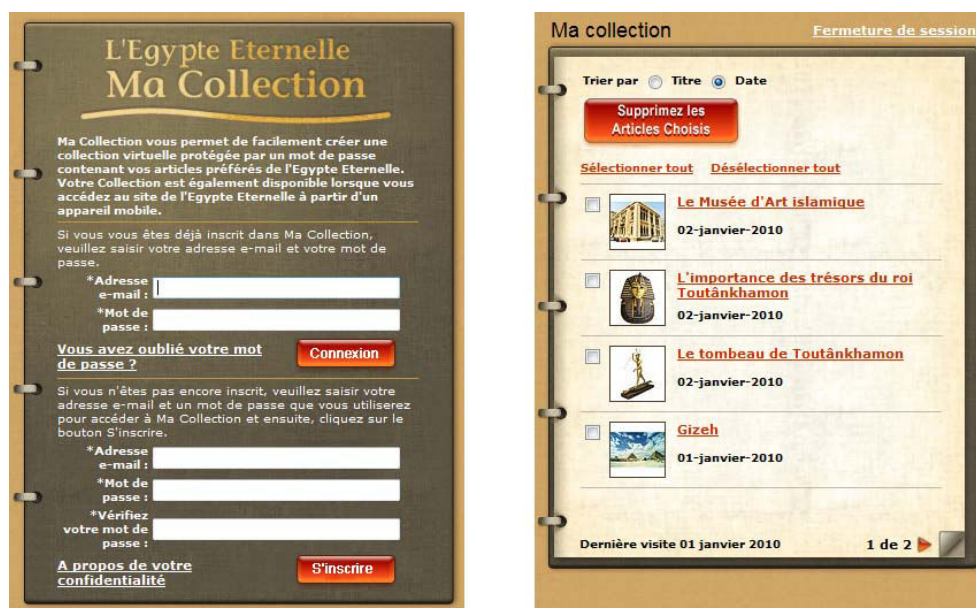 L'Egypte Eternelle
Ma Collection
Ma Collection vous permet de facilement créer une
collection virtuelle protégée par un mot de passe
contenant vos articles préférés de l'Egypte Eternelle.
Votre Collection est également disponible lorsque vous
accédez au site de l'Egypte Eternelle à partir d'un
appareil mobile.
Si vous vous êtes déjà inscrit dans Ma Collection,
veuillez saisir votre adresse e-mail et votre mot de
passe.
*Adresse
e-mail :
*Mot de
passe :
Vous avez oublié votre mot
de passe ?
Connexion
Si vous n'êtes pas encore inscrit, veuillez saisir votre
adresse e-mail et un mot de passe que vous utiliserez
pour accéder à Ma Collection et ensuite, cliquez sur le
bouton S'inscrire.
*Adresse
e-mail :
*Mot de
passe :
*Vérifiez
votre mot de
passe :
A propos de votre
confidentialité
S'inscrire
Ma collection
Fermeture de session
Trier par Titre Date
Supprimez les
Articles Choisis
Sélectionner tout Désélectionner tout
Le Musée d'Art islamique
02-janvier-2010
L'importance des trésors du roi
Toutânkhamon
02-janvier-2010
Le tombeau de Toutânkhamon
02-janvier-2010
Gizeh
01-janvier-2010
Dernière visite 01 janvier 2010
1 de 2